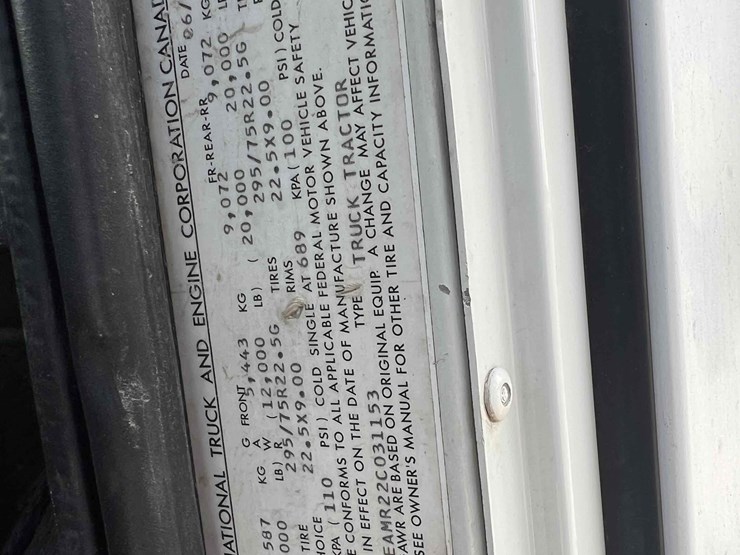 NATIONAL TRUCK AND ENGINE CORPORATION CANAD
DATE 06/
587 KG G FRONT 5,443 KG FR-REAR-RR 9,072 9,072 KG
000 LB) A W R (12,000 LB) ( 20,000 20,000
TIRE 295/75R22.5G TIRES 295/75R22.5G
22.5X9.00 RIMS 22.5X9.00
HOICE PSI) COLD SINGLE AT 689 KPA ( 100 PSI) COLD
KPA ( 110
E CONFORMS TO ALL APPLICABLE FEDERAL MOTOR VEHICLE SAFETY
IN EFFECT ON THE DATE OF MANUFACTURE SHOWN ABOVE.
EAMR22C031153 TYPE TRUCK TRACTOR
AWR ARE BASED ON ORIGINAL EQUIP. A CHANGE MAY AFFECT VEHIC
SEE OWNER'S MANUAL FOR OTHER TIRE AND CAPACITY INFORMATIO